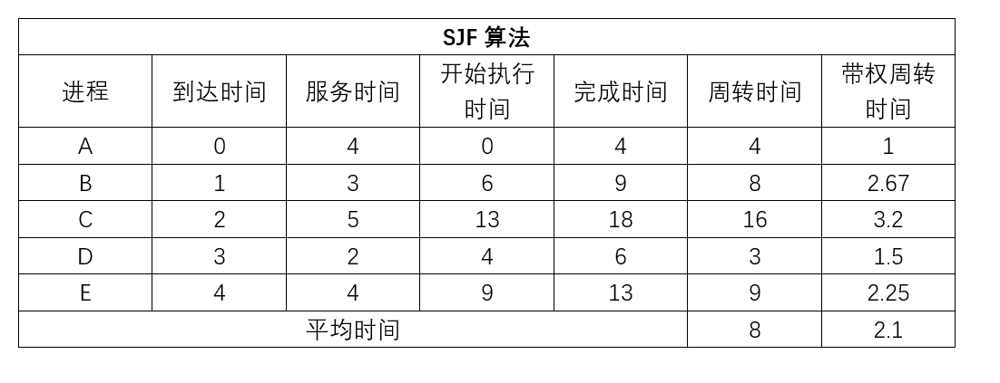 SJF 算法
进程 到达时间 服务时间 开始执行时间 完成时间 周转时间 带权周转时间
A 0 4 0 4 4 1
B 1 3 6 9 8 2.67
C 2 5 13 18 16 3.2
D 3 2 4 6 3 1.5
E 4 4 9 13 9 2.25
平均时间 8 2.1